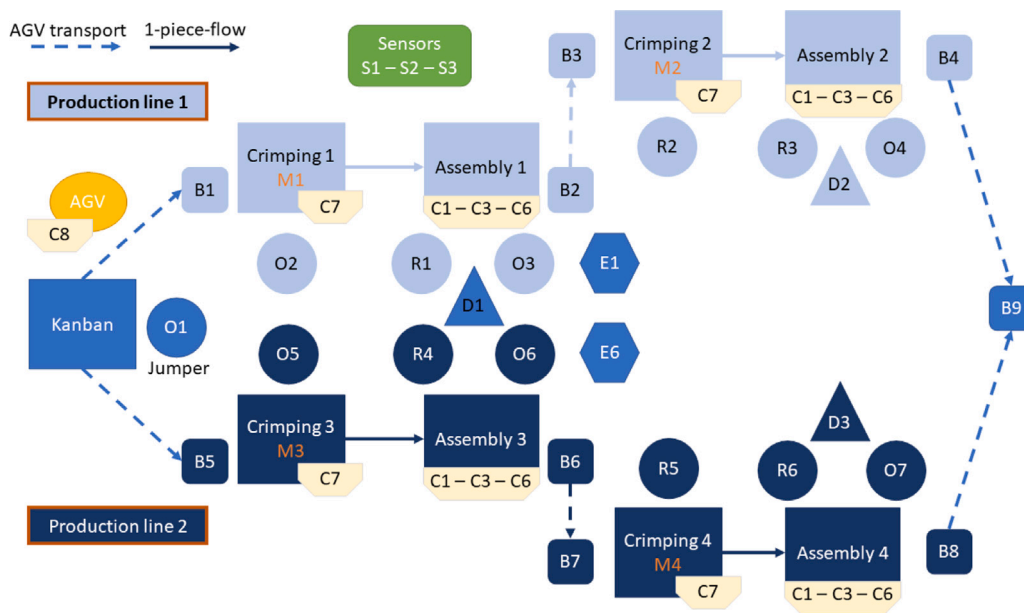 AGV transport
1-piece-flow
Sensors
S1 – S2 – S3
B3
Crimping 2
M2
C7
Assembly 2
C1 – C3 – C6
B4
Production line 1
R2
R3
O4
D2
AGV
C8
B1
Crimping 1
M1
C7
Assembly 1
C1 – C3 – C6
B2
O2
R1
O3
E1
D1
Kanban
O1
Jumper
B9
O5
R4
O6
E6
B5
Crimping 3
M3
C7
Assembly 3
C1 – C3 – C6
B6
D3
R5
R6
O7
Production line 2
B7
Crimping 4
M4
C7
Assembly 4
C1 – C3 – C6
B8